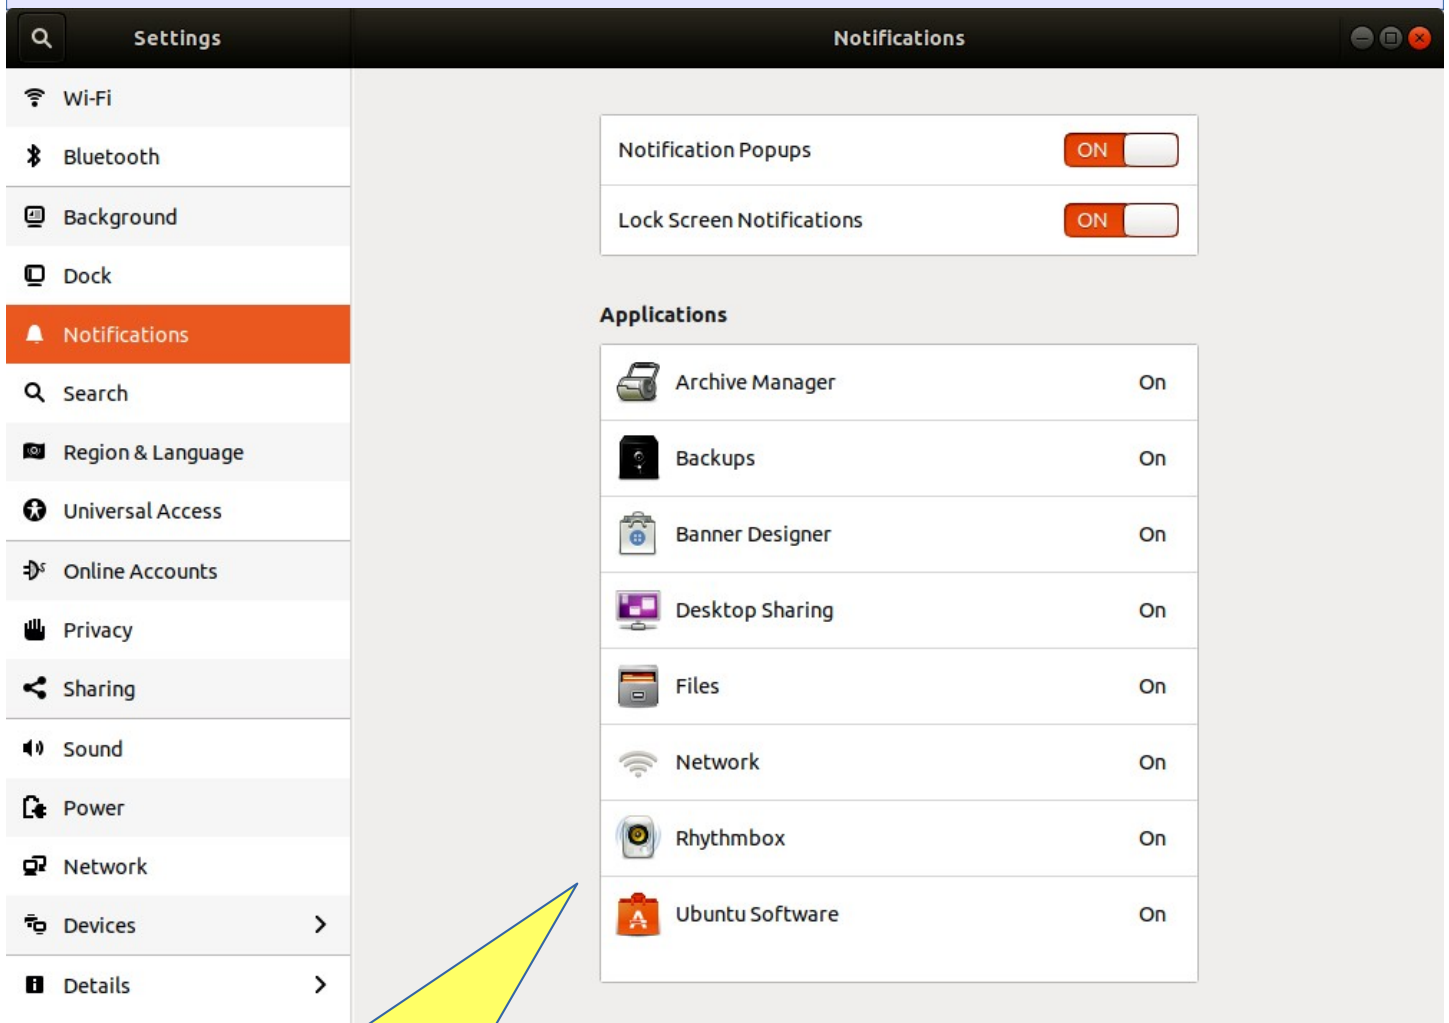 Settings
Notifications
Wi-Fi
Bluetooth
Background
Dock
Notifications
Search
Region & Language
Universal Access
Online Accounts
Privacy
Sharing
Sound
Power
Network
Devices
Details
Notification Popups ON
Lock Screen Notifications ON
Applications
Archive Manager On
Backups On
Banner Designer On
Desktop Sharing On
Files On
Network On
Rhythmbox On
Ubuntu Software On